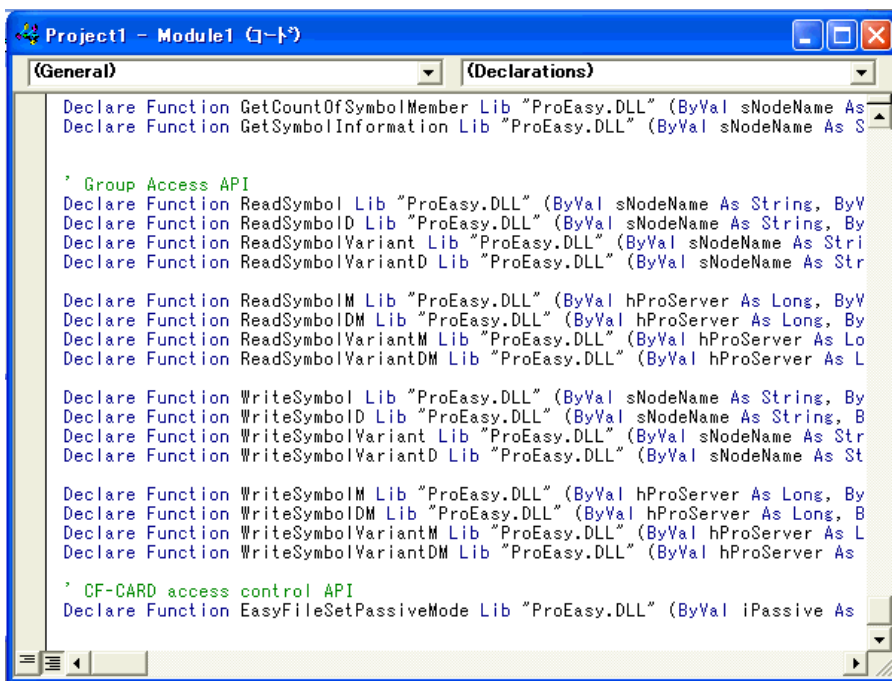 Project1 - Module1 (コード)
(General) (Declarations)
Declare Function GetCountOfSymbolMember Lib "ProEasy.DLL" (ByVal sNodeName As
Declare Function GetSymbolInformation Lib "ProEasy.DLL" (ByVal sNodeName As S
' Group Access API
Declare Function ReadSymbol Lib "ProEasy.DLL" (ByVal sNodeName As String, ByV
Declare Function ReadSymbolD Lib "ProEasy.DLL" (ByVal sNodeName As String, By
Declare Function ReadSymbolVariant Lib "ProEasy.DLL" (ByVal sNodeName As Stri
Declare Function ReadSymbolVariantD Lib "ProEasy.DLL" (ByVal sNodeName As Str
Declare Function ReadSymbolM Lib "ProEasy.DLL" (ByVal hProServer As Long, ByV
Declare Function ReadSymbolDM Lib "ProEasy.DLL" (ByVal hProServer As Long, By
Declare Function ReadSymbolVariantM Lib "ProEasy.DLL" (ByVal hProServer As Lo
Declare Function ReadSymbolVariantDM Lib "ProEasy.DLL" (ByVal hProServer As L
Declare Function WriteSymbol Lib "ProEasy.DLL" (ByVal sNodeName As String, By
Declare Function WriteSymbolD Lib "ProEasy.DLL" (ByVal sNodeName As String, B
Declare Function WriteSymbolVariant Lib "ProEasy.DLL" (ByVal sNodeName As Str
Declare Function WriteSymbolVariantD Lib "ProEasy.DLL" (ByVal sNodeName As St
Declare Function WriteSymbolM Lib "ProEasy.DLL" (ByVal hProServer As Long, By
Declare Function WriteSymbolDM Lib "ProEasy.DLL" (ByVal hProServer As Long, B
Declare Function WriteSymbolVariantM Lib "ProEasy.DLL" (ByVal hProServer As L
Declare Function WriteSymbolVariantDM Lib "ProEasy.DLL" (ByVal hProServer As
' CF-CARD access control API
Declare Function EasyFileSetPassiveMode Lib "ProEasy.DLL" (ByVal iPassive As